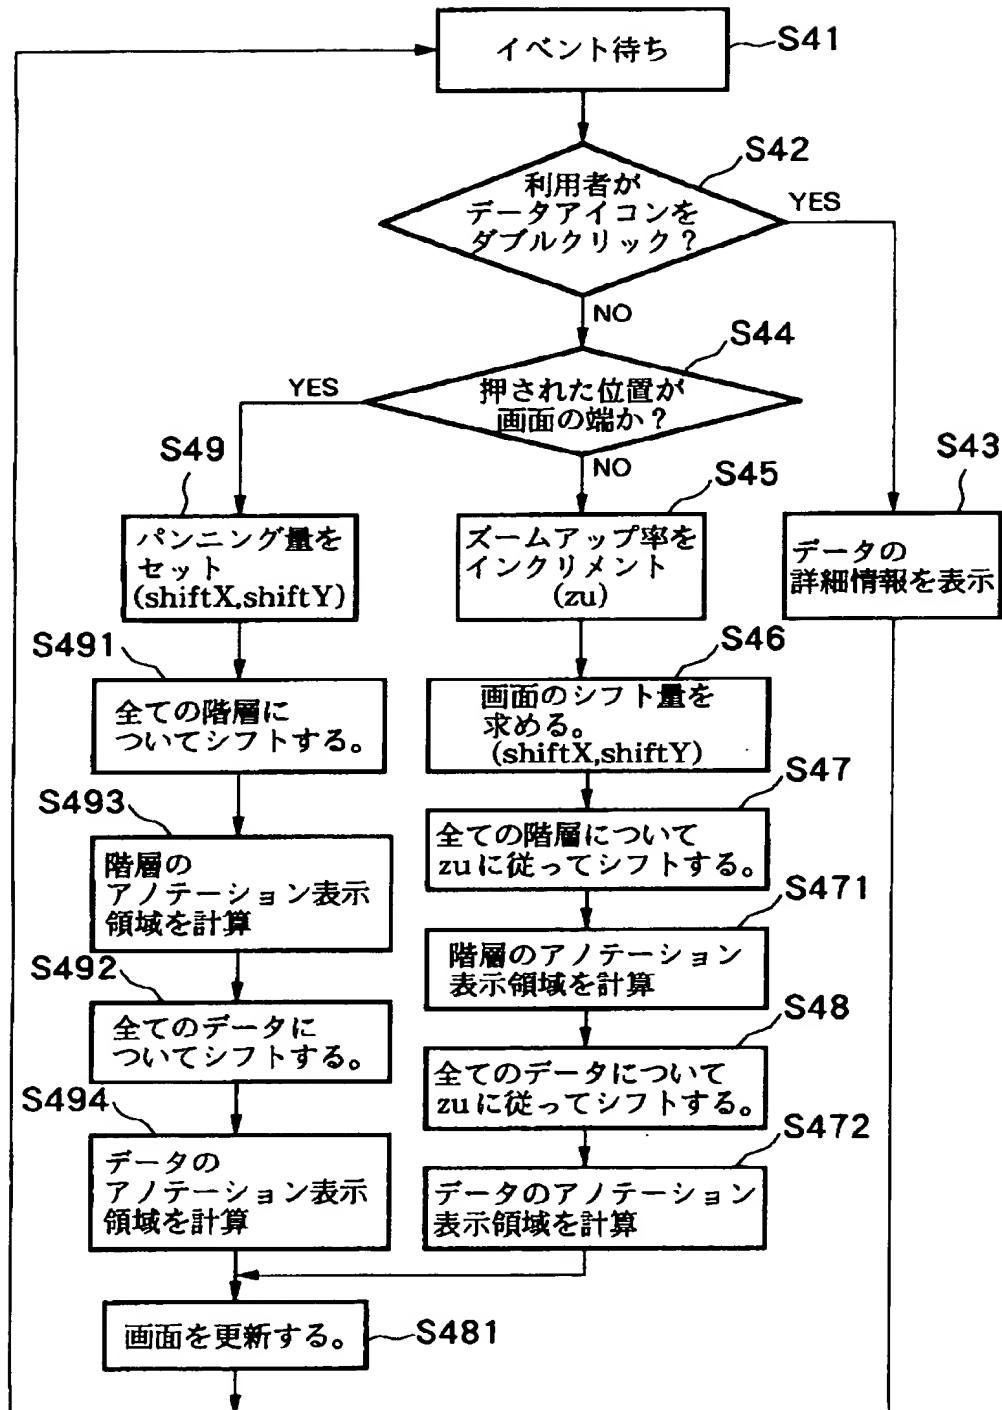 イベント待ち
S41
S42
利用者が
データアイコンを
ダブルクリック？
YES
NO
S44
押された位置が
画面の端か？
YES
NO
S49
パンニング量を
セット
(shiftX,shiftY)
S45
ズームアップ率を
インクリメント
(zu)
S43
データの
詳細情報を表示
S491
全ての階層に
ついてシフトする。
S46
画面のシフト量を
求める。
(shiftX,shiftY)
S493
階層の
アノテーション表示
領域を計算
S47
全ての階層について
zuに従ってシフトする。
S471
階層のアノテーション
表示領域を計算
S492
全てのデータに
ついてシフトする。
S48
全てのデータについて
zuに従ってシフトする。
S494
データの
アノテーション表示
領域を計算
S472
データのアノテーション
表示領域を計算
画面を更新する。
S481